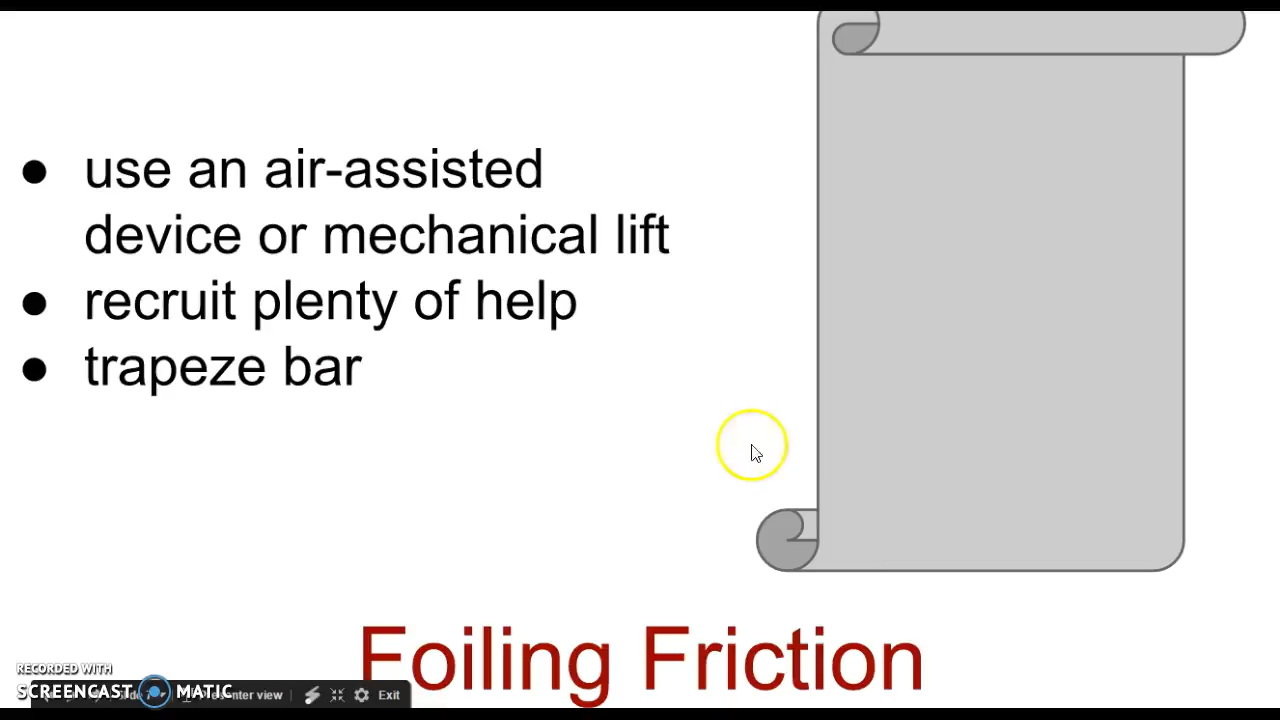 ● use an air-assisted
device or mechanical lift
● recruit plenty of help
● trapeze bar
Foiling Friction
RECORDED WITH
SCREENCAST MATIC
Exit